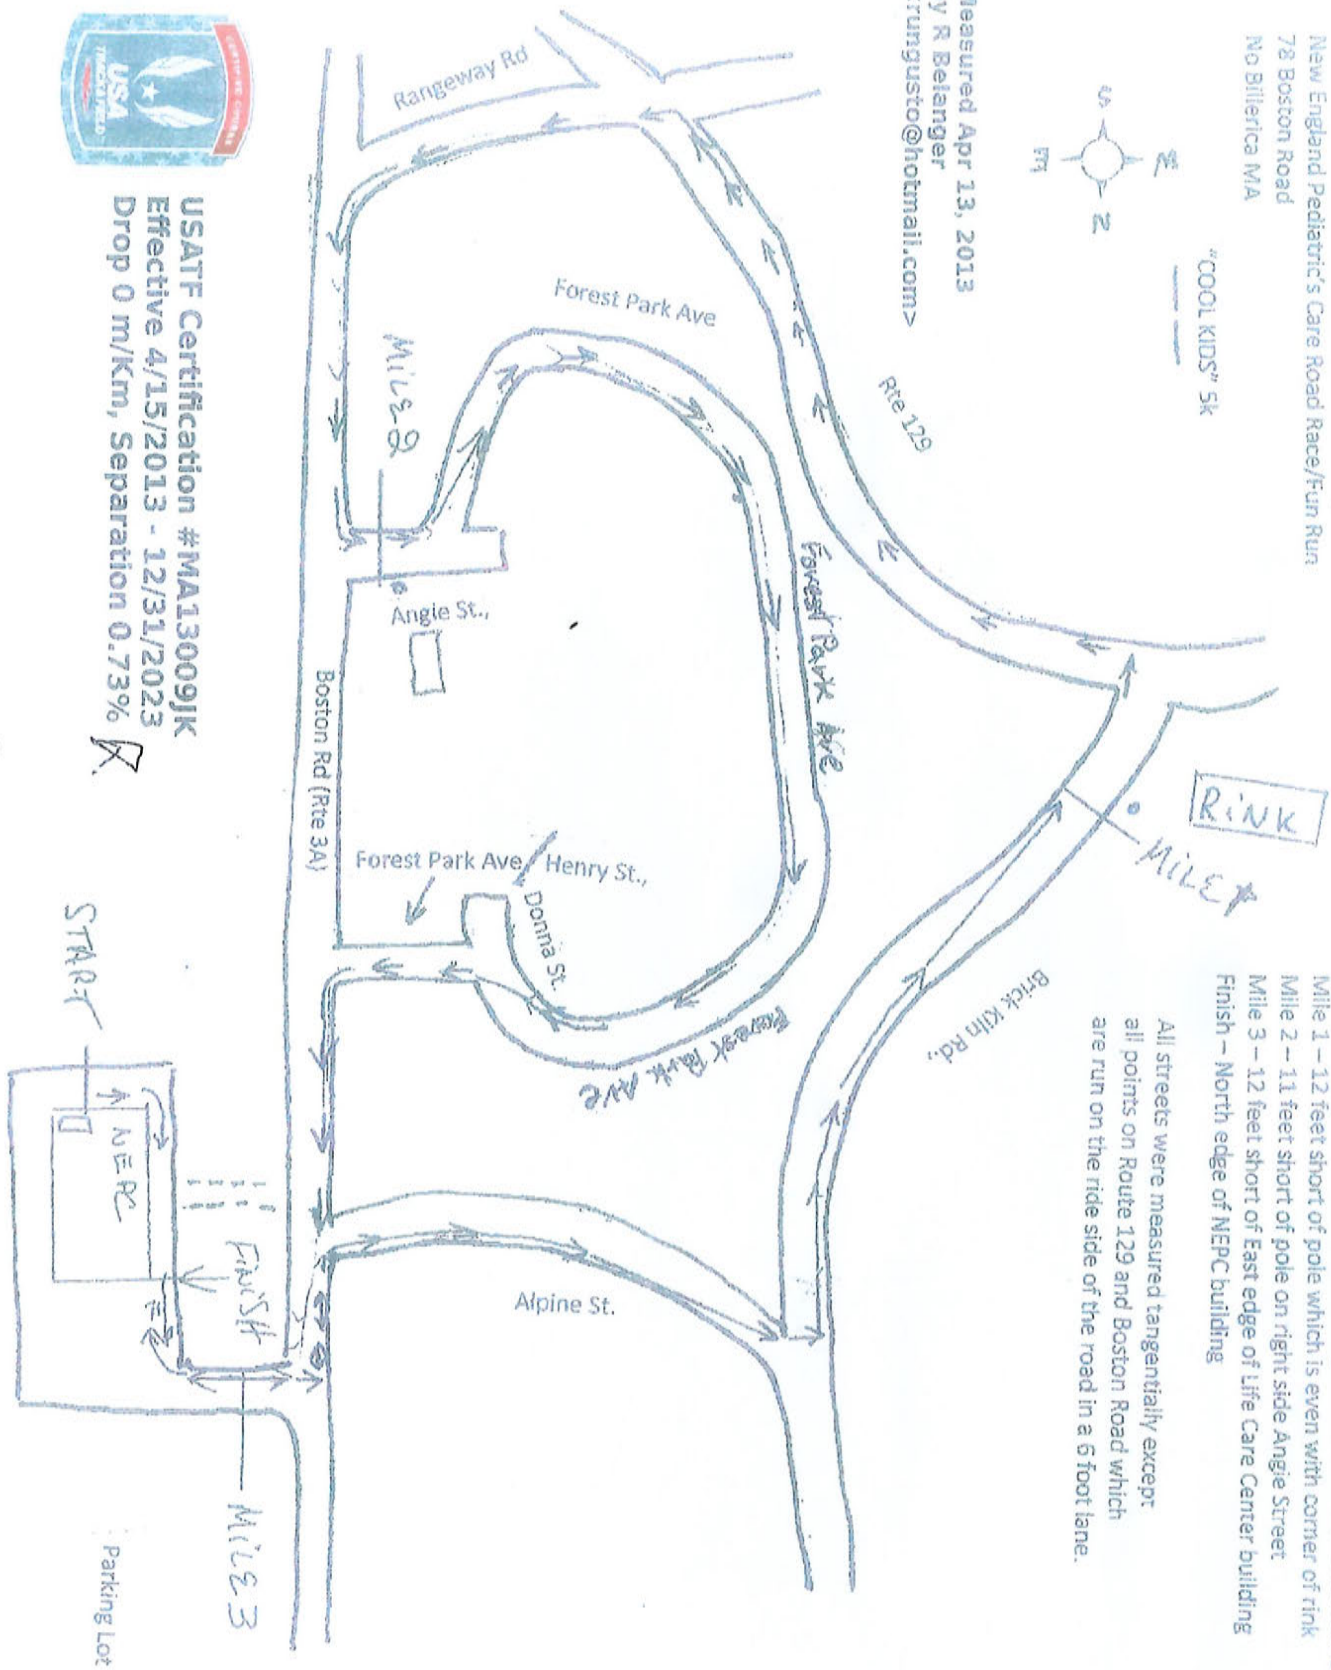 New England Pediatric's Care Road Race/Fun Run
78 Boston Road
No Billerica MA
"COOL KIDS" 5k
W
S
N
E
Measured Apr 13, 2013
y R Belanger
rungusto@hotmail.com>
Mile 1 – 12 feet short of pole which is even with corner of rink
Mile 2 – 11 feet short of pole on right side Angie Street
Mile 3 – 12 feet short of East edge of Life Care Center building
Finish – North edge of NEPC building
All streets were measured tangentially except
all points on Route 129 and Boston Road which
are run on the ride side of the road in a 6 foot lane.
RiNK
MiLE 1
Rte 129
Brick Kiln Rd.,
Rangeway Rd
Forest Park Ave
Forest Park Ave
Forest Park AVE
MiLE-2
Angie St.,
Forest Park Ave/ Henry St.,
Donna St.
Alpine St.
Boston Rd (Rte 3A)
START
NEPC
FiNiSH
MiLE 3
Parking Lot
CERTIFIED COURSE
USA
TRACK & FIELD
USATF Certification #MA13009JK
Effective 4/15/2013 - 12/31/2023
Drop 0 m/Km, Separation 0.73%